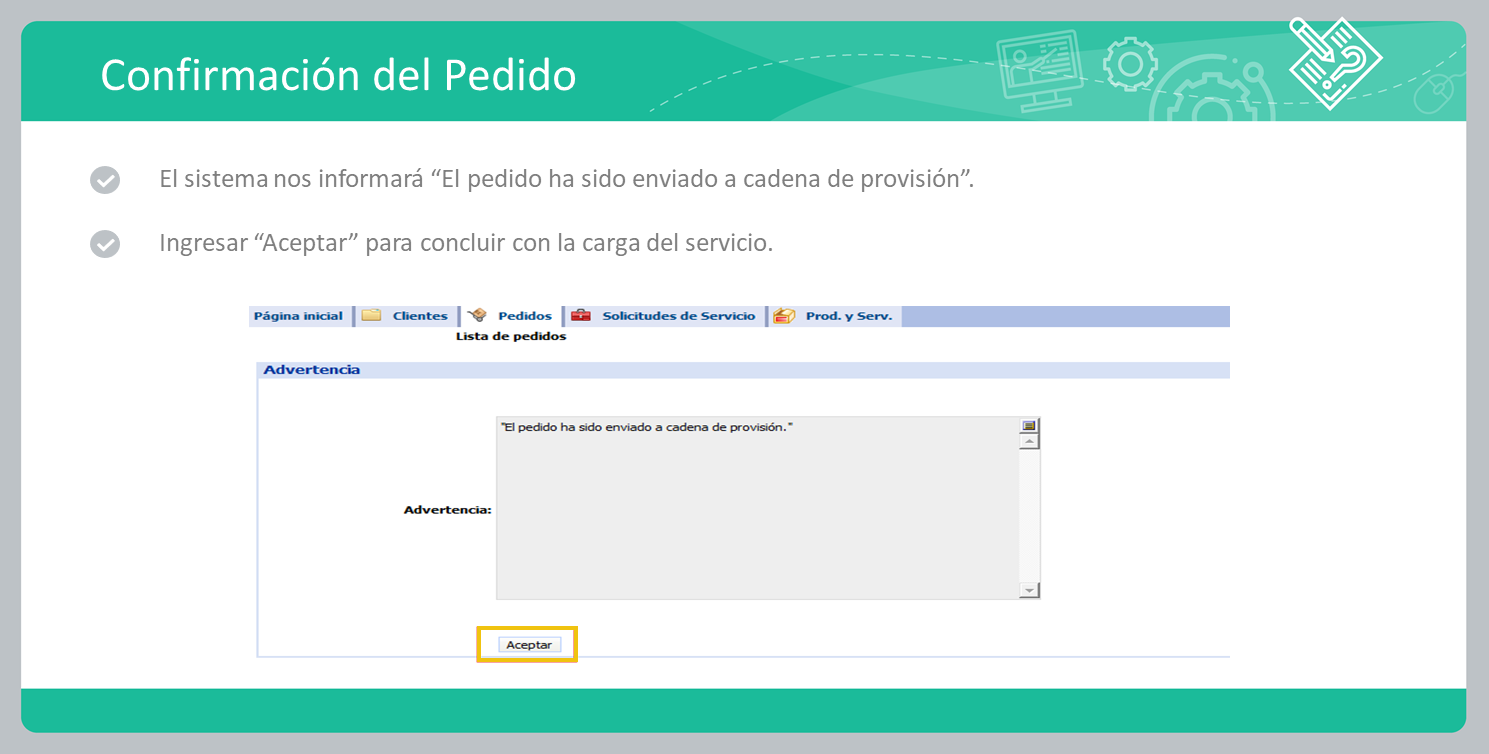 Confirmación del Pedido
El sistema nos informará “El pedido ha sido enviado a cadena de provisión”.
Ingresar “Aceptar” para concluir con la carga del servicio.
Página inicial Clientes Pedidos Solicitudes de Servicio Prod. y Serv.
Lista de pedidos
Advertencia
"El pedido ha sido enviado a cadena de provisión."
Advertencia:
Aceptar